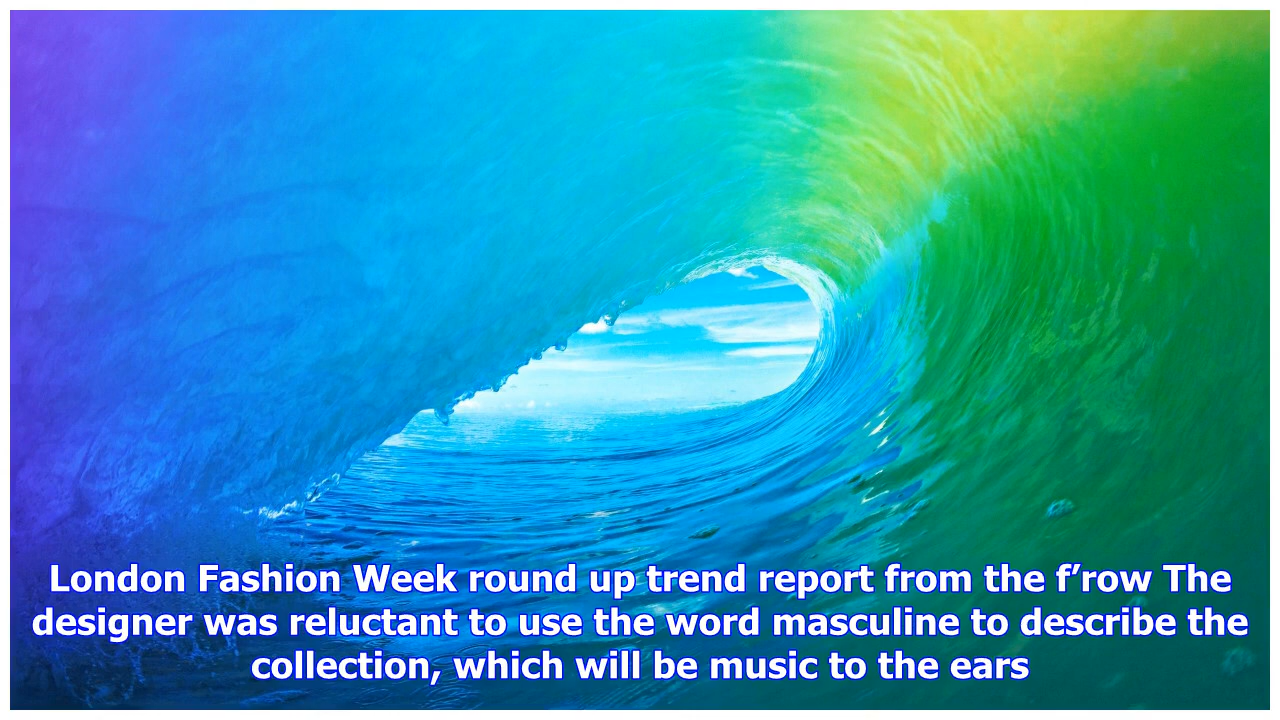 London Fashion Week round up trend report from the f’row The
designer was reluctant to use the word masculine to describe the
collection, which will be music to the ears